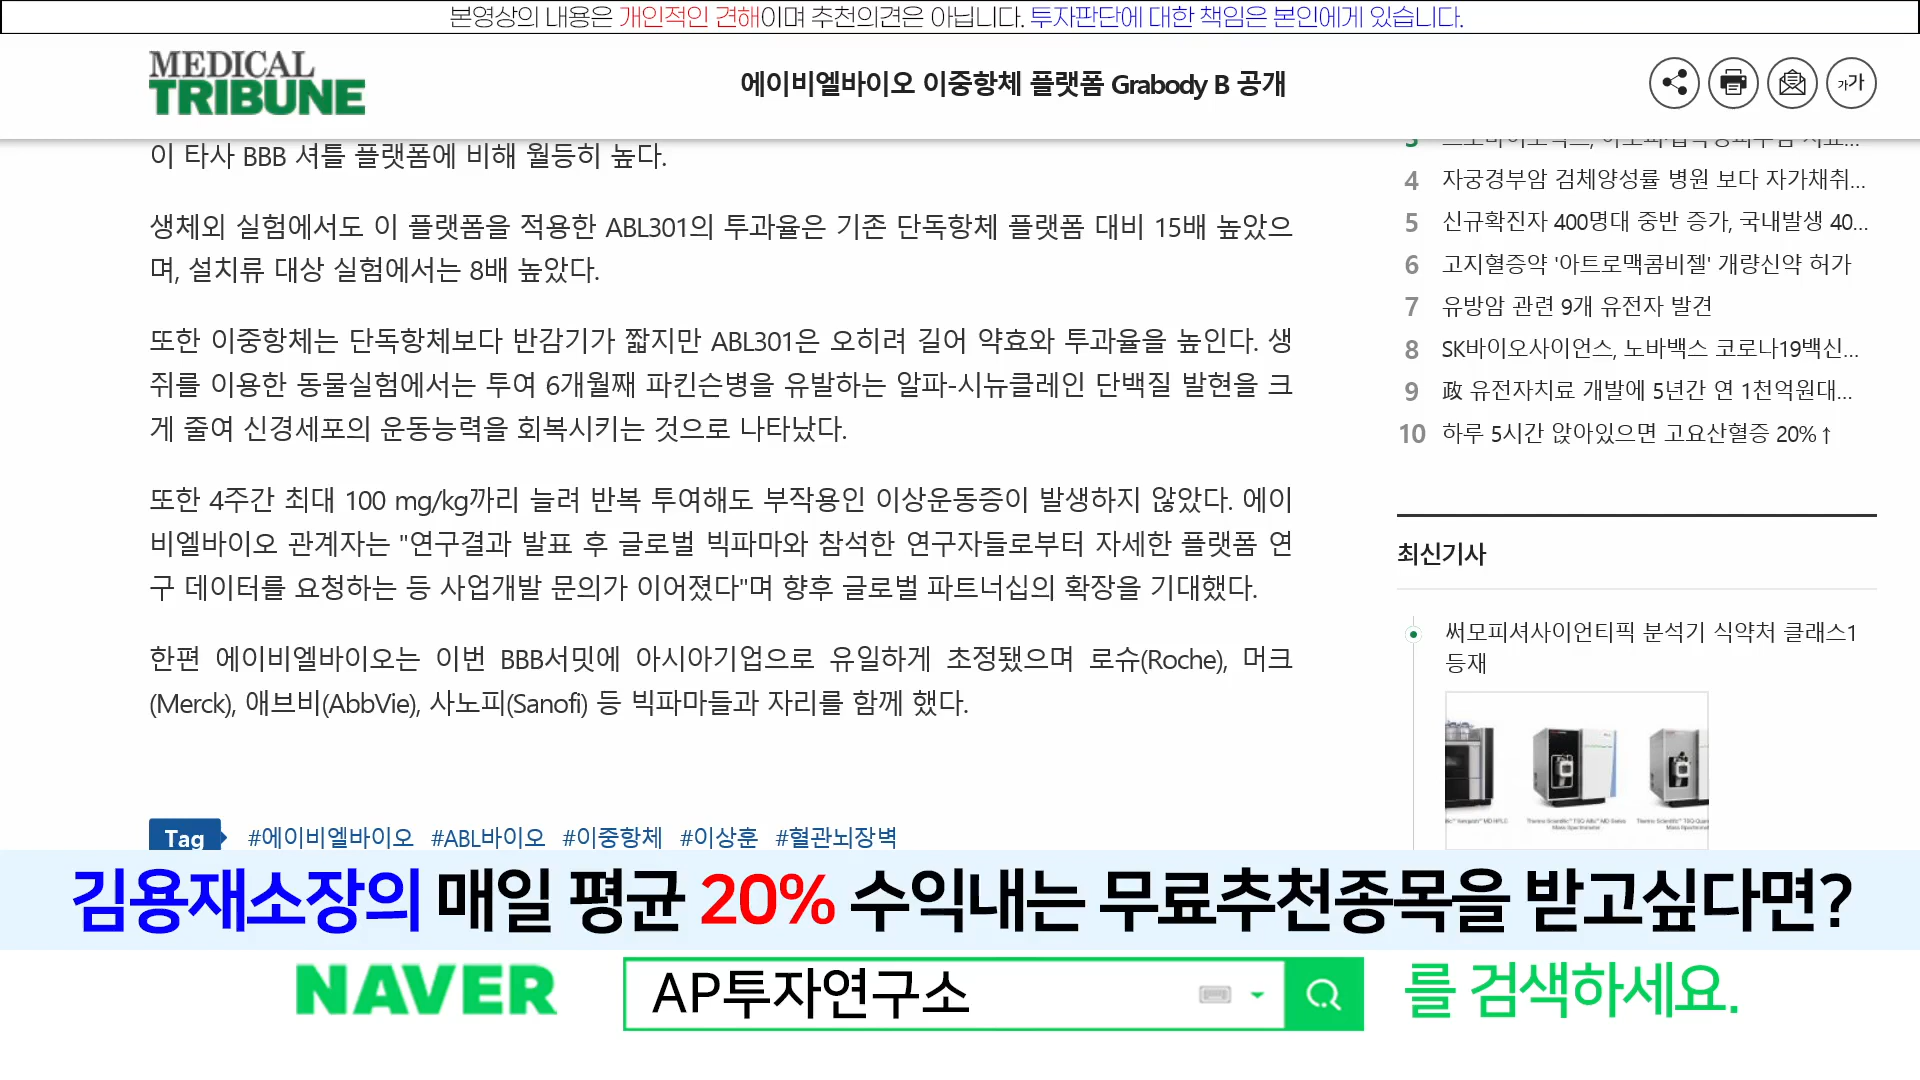 본영상의 내용은 개인적인 견해이며 추천의견은 아닙니다. 투자판단에 대한 책임은 본인에게 있습니다.
MEDICAL
TRIBUNE
에이비엘바이오 이중항체 플랫폼 Grabody B 공개
가가
이 타사 BBB 셔틀 플랫폼에 비해 월등히 높다.
생체외 실험에서도 이 플랫폼을 적용한 ABL301의 투과율은 기존 단독항체 플랫폼 대비 15배 높았으
며, 설치류 대상 실험에서는 8배 높았다.
또한 이중항체는 단독항체보다 반감기가 짧지만 ABL301은 오히려 길어 약효와 투과율을 높인다. 생
쥐를 이용한 동물실험에서는 투여 6개월째 파킨슨병을 유발하는 알파-시뉴클레인 단백질 발현을 크
게 줄여 신경세포의 운동능력을 회복시키는 것으로 나타났다.
또한 4주간 최대 100 mg/kg까리 늘려 반복 투여해도 부작용인 이상운동증이 발생하지 않았다. 에이
비엘바이오 관계자는 "연구결과 발표 후 글로벌 빅파마와 참석한 연구자들로부터 자세한 플랫폼 연
구 데이터를 요청하는 등 사업개발 문의가 이어졌다"며 향후 글로벌 파트너십의 확장을 기대했다.
한편 에이비엘바이오는 이번 BBB서밋에 아시아기업으로 유일하게 초정됐으며 로슈(Roche), 머크
(Merck), 애브비(AbbVie), 사노피(Sanofi) 등 빅파마들과 자리를 함께 했다.
Tag #에이비엘바이오 #ABL바이오 #이중항체 #이상훈 #혈관뇌장벽
4 자궁경부암 검체양성률 병원 보다 자가채취...
5 신규확진자 400명대 중반 증가, 국내발생 40...
6 고지혈증약 '아트로맥콤비젤' 개량신약 허가
7 유방암 관련 9개 유전자 발견
8 SK바이오사이언스, 노바백스 코로나19백신...
9 政 유전자치료 개발에 5년간 연 1천억원대...
10 하루 5시간 앉아있으면 고요산혈증 20%↑
최신기사
써모피셔사이언티픽 분석기 식약처 클래스1
등재
김용재소장의 매일 평균 20% 수익내는 무료추천종목을 받고싶다면?
NAVER AP투자연구소 를 검색하세요.